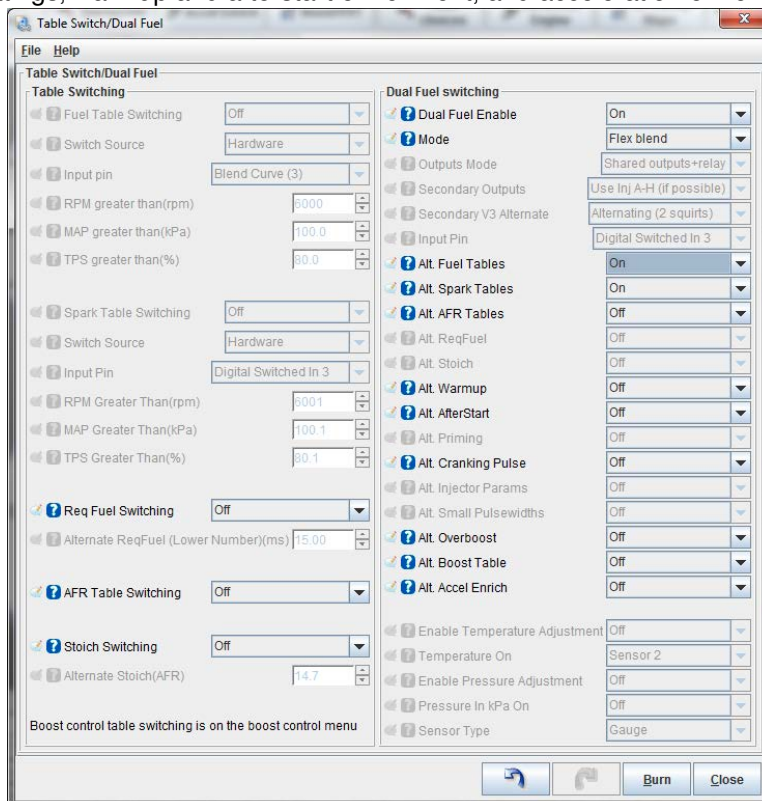 Table Switch/Dual Fuel
File Help
Table Switch/Dual Fuel
Table Switching
Fuel Table Switching Off
Switch Source Hardware
Input pin Blend Curve (3)
RPM greater than(rpm) 6000
MAP greater than(kPa) 100.0
TPS greater than(%) 80.0
Spark Table Switching Off
Switch Source Hardware
Input Pin Digital Switched In 3
RPM Greater Than(rpm) 6001
MAP Greater Than(kPa) 100.1
TPS Greater Than(%) 80.1
Req Fuel Switching Off
Alternate ReqFuel (Lower Number)(ms) 15.00
AFR Table Switching Off
Stoich Switching Off
Alternate Stoich(AFR) 14.7
Boost control table switching is on the boost control menu
Dual Fuel switching
Dual Fuel Enable On
Mode Flex blend
Outputs Mode Shared outputs+relay
Secondary Outputs Use Inj A-H (if possible)
Secondary V3 Alternate Alternating (2 squirts)
Input Pin Digital Switched In 3
Alt. Fuel Tables On
Alt. Spark Tables On
Alt. AFR Tables Off
Alt. ReqFuel Off
Alt. Stoich Off
Alt. Warmup Off
Alt. AfterStart Off
Alt. Priming Off
Alt. Cranking Pulse Off
Alt. Injector Params Off
Alt. Small Pulsewidths Off
Alt. Overboost Off
Alt. Boost Table Off
Alt. Accel Enrich Off
Enable Temperature Adjustment Off
Temperature On Sensor 2
Enable Pressure Adjustment Off
Pressure In kPa On Off
Sensor Type Gauge
Burn Close